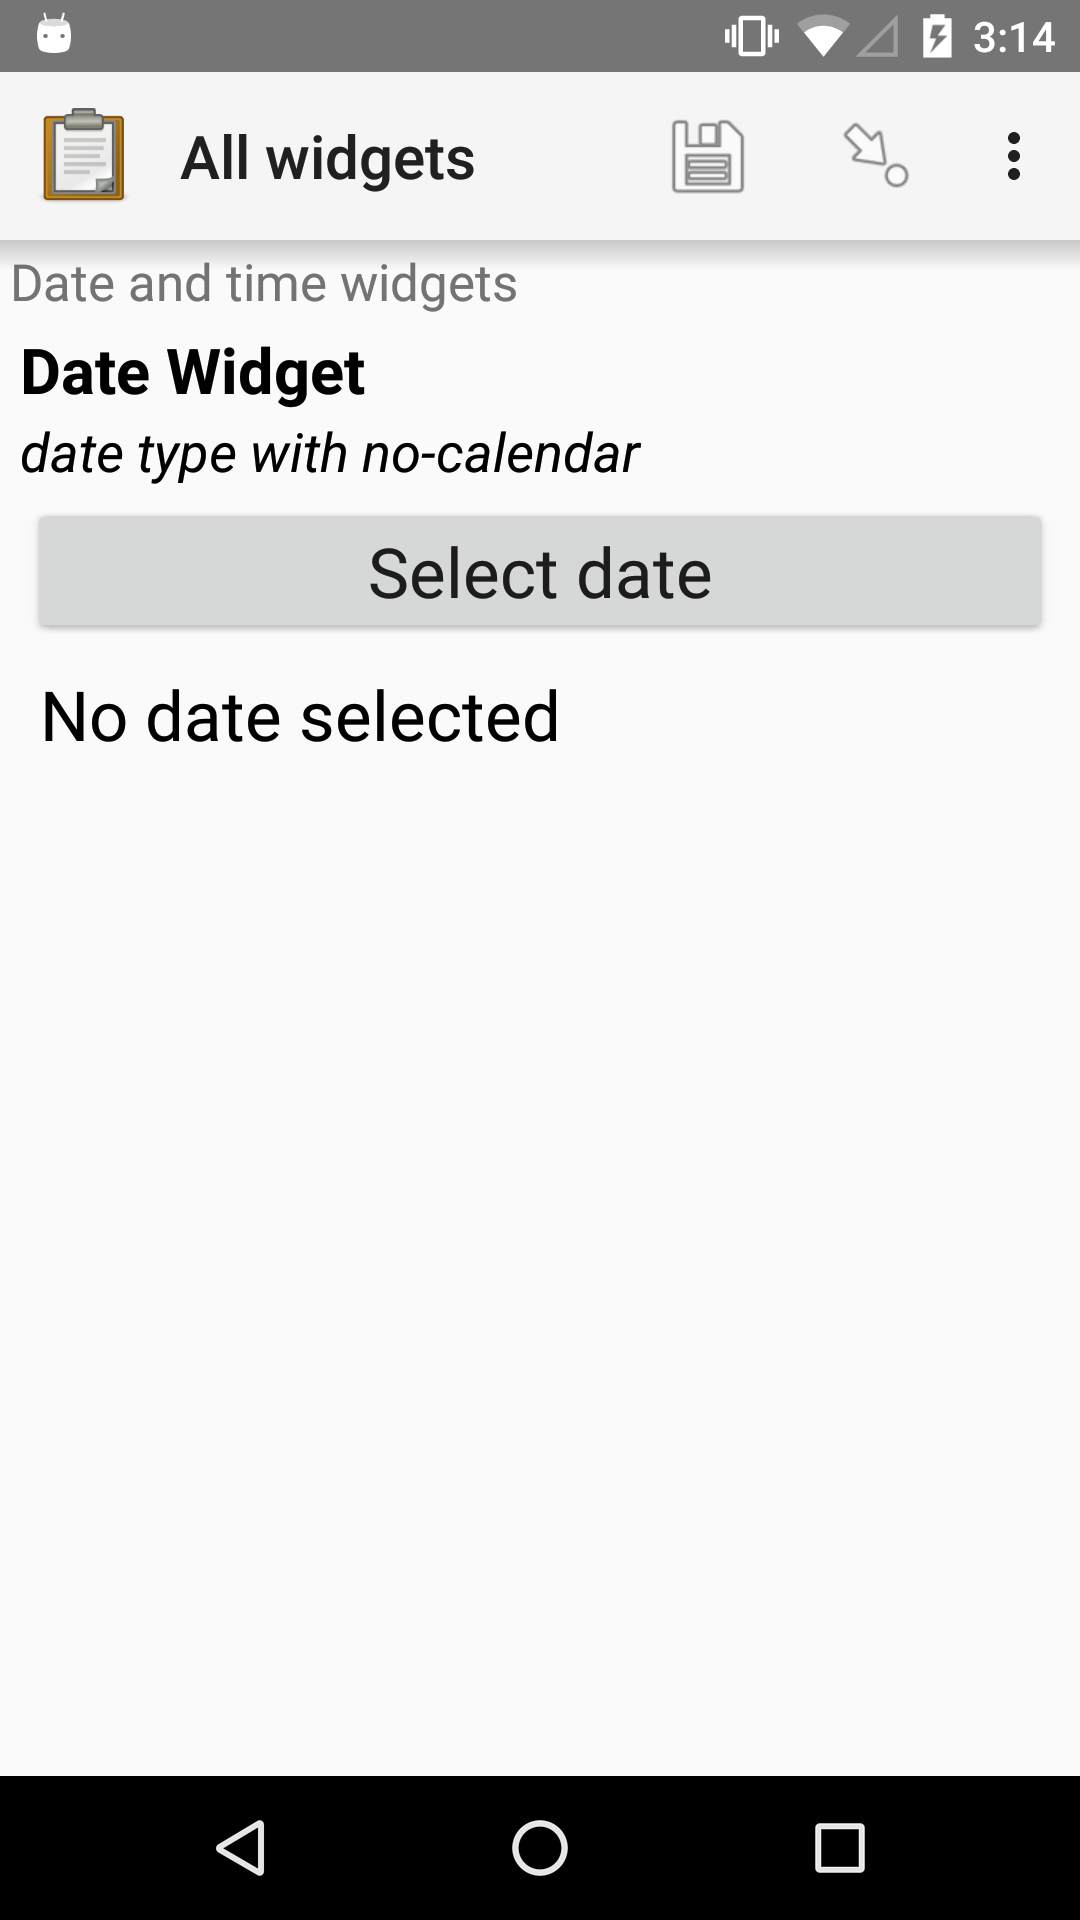 3:14
All widgets
Date and time widgets
Date Widget
date type with no-calendar
Select date
No date selected